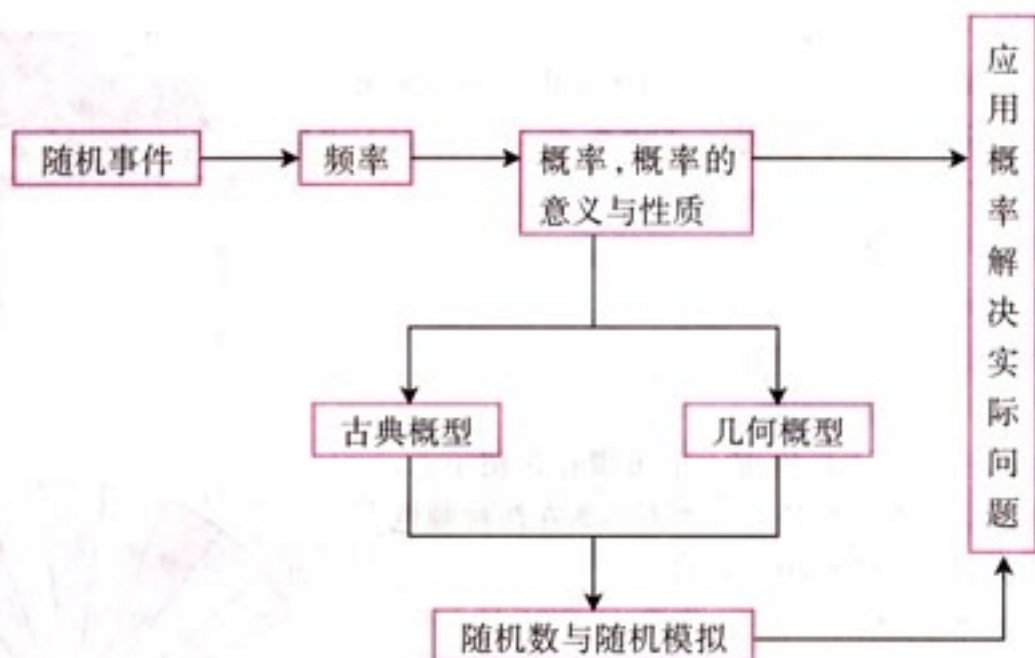 随机事件
频率
概率,概率的
意义与性质
应用概率解决实际问题
古典概型
几何概型
随机数与随机模拟